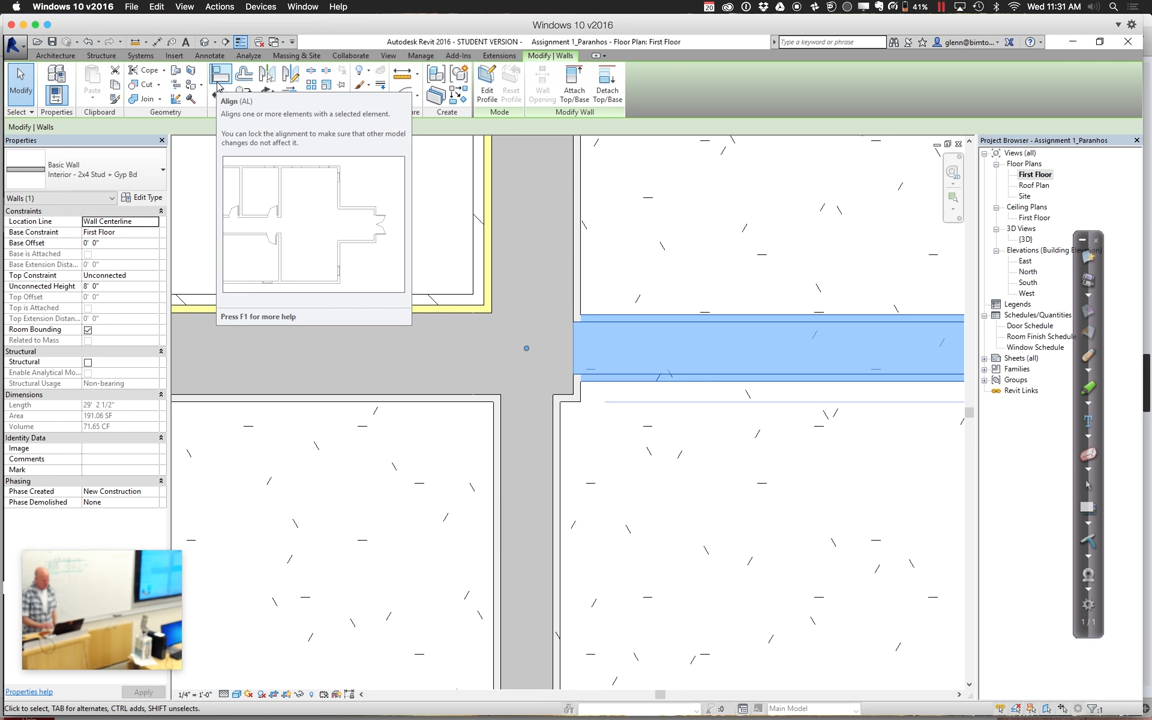 Windows 10 v2016 File Edit View Actions Devices Window Help
20
41% Wed 11:31 AM glenn@bimto...
Windows 10 v2016
Autodesk Revit 2016 - STUDENT VERSION - Assignment 1_Paranhos - Floor Plan: First Floor
Type a keyword or phrase
glenn@bimto...
Architecture Structure Systems Insert Annotate Analyze Massing & Site Collaborate View Manage Add-Ins Extensions Modify | Walls
Modify
Cope
Cut
Join
Paste
Edit Profile
Wall Opening
Attach Top/Base
Detach Top/Base
Select Properties Clipboard Geometry Create Mode Modify Wall
Modify | Walls
Align (AL)
Aligns one or more elements with a selected element.
You can lock the alignment to make sure that other model
changes do not affect it.
Press F1 for more help
Properties
Basic Wall
Interior - 2x4 Stud + Gyp Bd
Walls (1) Edit Type
Constraints
Location Line Wall Centerline
Base Constraint First Floor
Base Offset 0' 0"
Base is Attached
Base Extension Dista...
Top Constraint Unconnected
Unconnected Height 8' 0"
Top Offset 0' 0"
Top is Attached
Top Extension Distan... 0' 0"
Room Bounding
Related to Mass
Structural
Structural
Enable Analytical Mo...
Structural Usage Non-bearing
Dimensions
Length 29' 2 1/2"
Area 191.06 SF
Volume 71.65 CF
Identity Data
Image
Comments
Mark
Phasing
Phase Created New Construction
Phase Demolished None
Properties help Apply
Project Browser - Assignment 1_Paranhos
Views (all)
Floor Plans
First Floor
Roof Plan
Site
Ceiling Plans
First Floor
3D Views
{3D}
Elevations (Building Elevation)
East
North
South
West
Legends
Schedules/Quantities
Door Schedule
Room Finish Schedule
Window Schedule
Sheets (all)
Families
Groups
Revit Links
T
1 / 1
1/4" = 1'-0"
Click to select, TAB for alternates, CTRL adds, SHIFT unselects.
:0
Main Model
:1